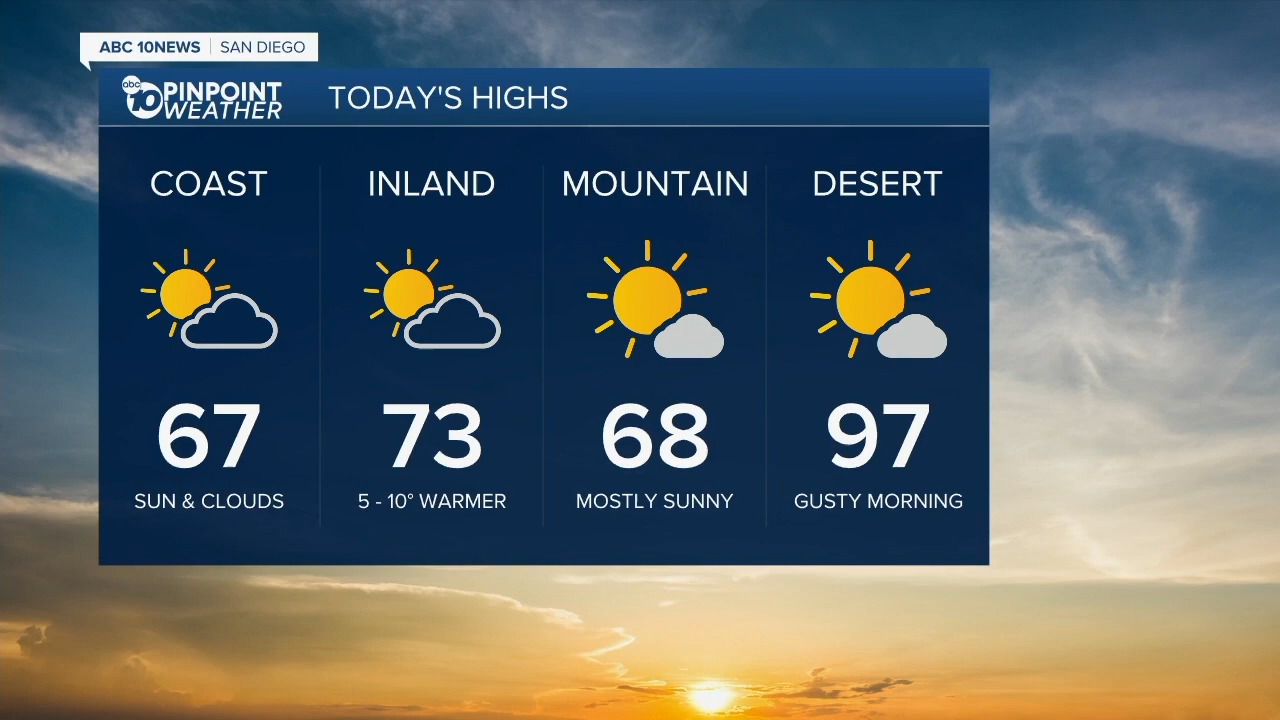 ABC 10NEWS | SAN DIEGO
abc 10 PINPOINT WEATHER
TODAY'S HIGHS
COAST INLAND MOUNTAIN DESERT
67 73 68 97
SUN & CLOUDS 5 - 10° WARMER MOSTLY SUNNY GUSTY MORNING